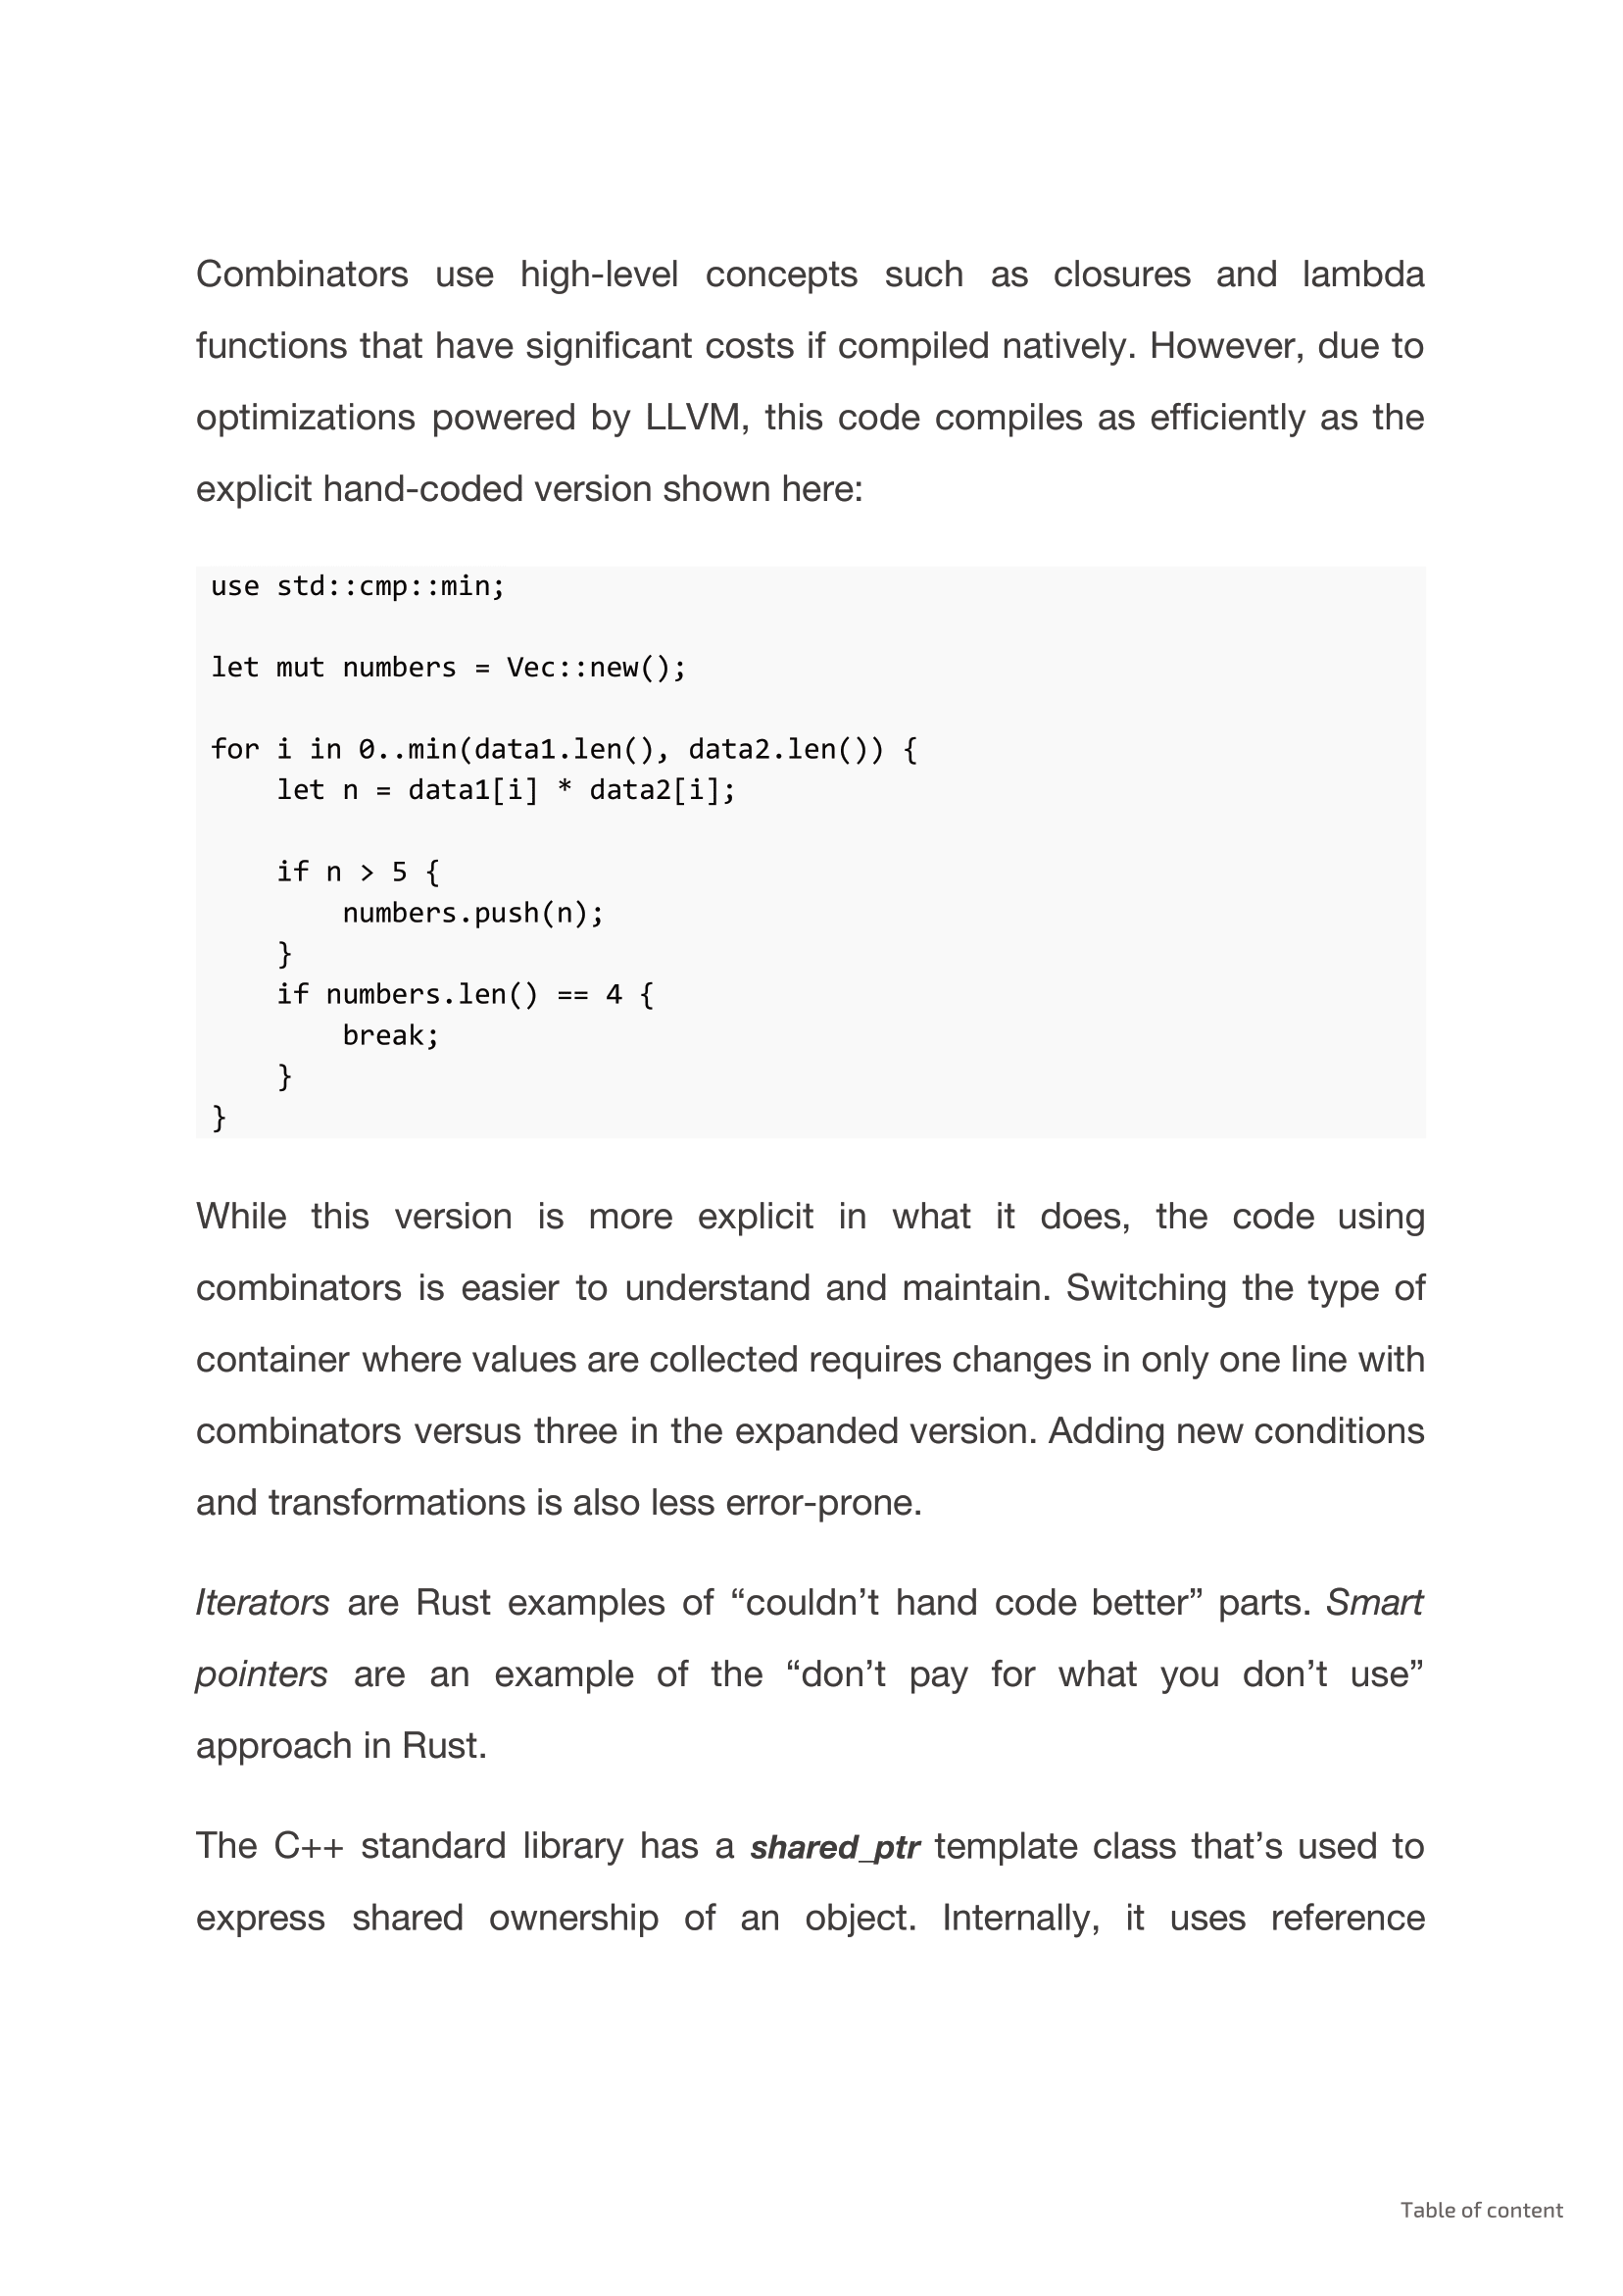 Combinators use high-level concepts such as closures and lambda
functions that have significant costs if compiled natively. However, due to
optimizations powered by LLVM, this code compiles as efficiently as the
explicit hand-coded version shown here:
use std::cmp::min;
let mut numbers = Vec::new();
for i in 0..min(data1.len(), data2.len()) {
    let n = data1[i] * data2[i];
    if n > 5 {
        numbers.push(n);
    }
    if numbers.len() == 4 {
        break;
    }
}
While this version is more explicit in what it does, the code using
combinators is easier to understand and maintain. Switching the type of
container where values are collected requires changes in only one line with
combinators versus three in the expanded version. Adding new conditions
and transformations is also less error-prone.
Iterators are Rust examples of “couldn’t hand code better” parts. Smart
pointers are an example of the “don’t pay for what you don’t use”
approach in Rust.
The C++ standard library has a shared_ptr template class that’s used to
express shared ownership of an object. Internally, it uses reference
Table of content